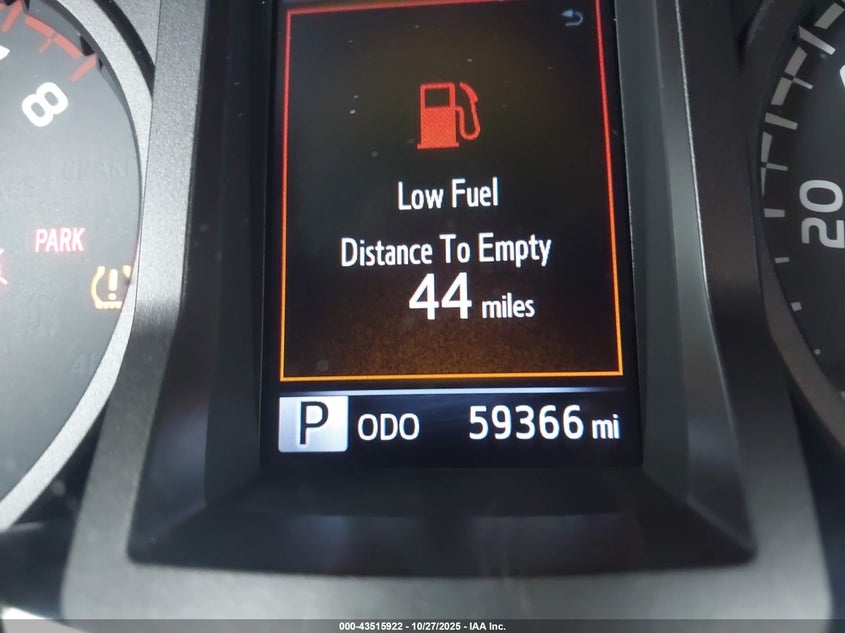 8
BRAKE
PARK
Low Fuel
Distance To Empty
44 miles
P ODO 59366 mi
20
000-43515922 - 10/27/2025 - IAA Inc.